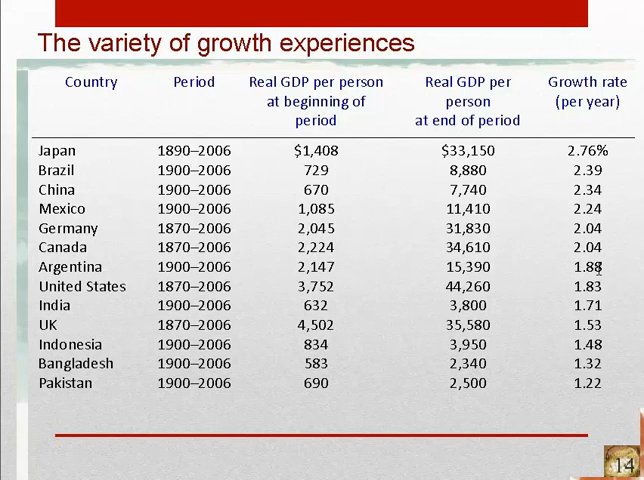 The variety of growth experiences
Country Period Real GDP per person at beginning of period Real GDP per person at end of period Growth rate (per year)
Japan 1890–2006 $1,408 $33,150 2.76%
Brazil 1900–2006 729 8,880 2.39
China 1900–2006 670 7,740 2.34
Mexico 1900–2006 1,085 11,410 2.24
Germany 1870–2006 2,045 31,830 2.04
Canada 1870–2006 2,224 34,610 2.04
Argentina 1900–2006 2,147 15,390 1.88
United States 1870–2006 3,752 44,260 1.83
India 1900–2006 632 3,800 1.71
UK 1870–2006 4,502 35,580 1.53
Indonesia 1900–2006 834 3,950 1.48
Bangladesh 1900–2006 583 2,340 1.32
Pakistan 1900–2006 690 2,500 1.22
14